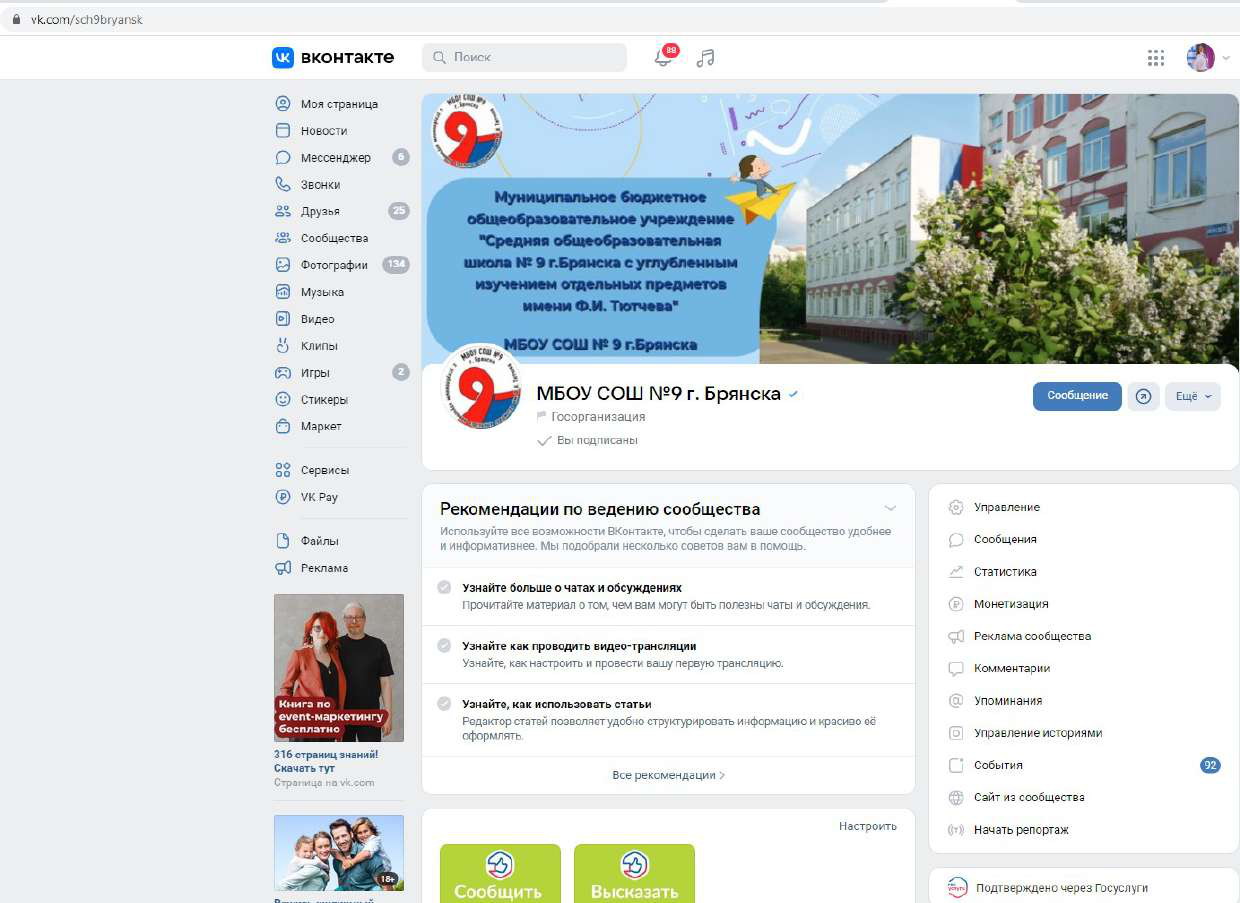 vk.com/sch9bryansk
вконтакте
Поиск
88
Моя страница
Новости
Мессенджер 6
Звонки
Друзья 25
Сообщества
Фотографии 134
Музыка
Видео
Клипы
Игры 2
Стикеры
Маркет
Сервисы
VK Pay
Файлы
Реклама
Книга по
event-маркетингу
бесплатно
316 страниц знаний!
Скачать тут
Страница на vk.com
18+
Муниципальное бюджетное
общеобразовательное учреждение
"Средняя общеобразовательная
школа № 9 г.Брянска с углубленным
изучением отдельных предметов
имени Ф.И. Тютчева"
МБОУ СОШ № 9 г.Брянска
МБОУ СОШ №9
г. Брянска
9
МБОУ СОШ №9 г. Брянска
Госорганизация
Вы подписаны
Сообщение
Ещё
Рекомендации по ведению сообщества
Используйте все возможности ВКонтакте, чтобы сделать ваше сообщество удобнее
и информативнее. Мы подобрали несколько советов вам в помощь.
Узнайте больше о чатах и обсуждениях
Прочитайте материал о том, чем вам могут быть полезны чаты и обсуждения.
Узнайте как проводить видео-трансляции
Узнайте, как настроить и провести вашу первую трансляцию.
Узнайте, как использовать статьи
Редактор статей позволяет удобно структурировать информацию и красиво её
оформлять.
Все рекомендации
Настроить
Сообщить
Высказать
Управление
Сообщения
Статистика
Монетизация
Реклама сообщества
Комментарии
Упоминания
Управление историями
События 92
Сайт из сообщества
Начать репортаж
Подтверждено через Госуслуги